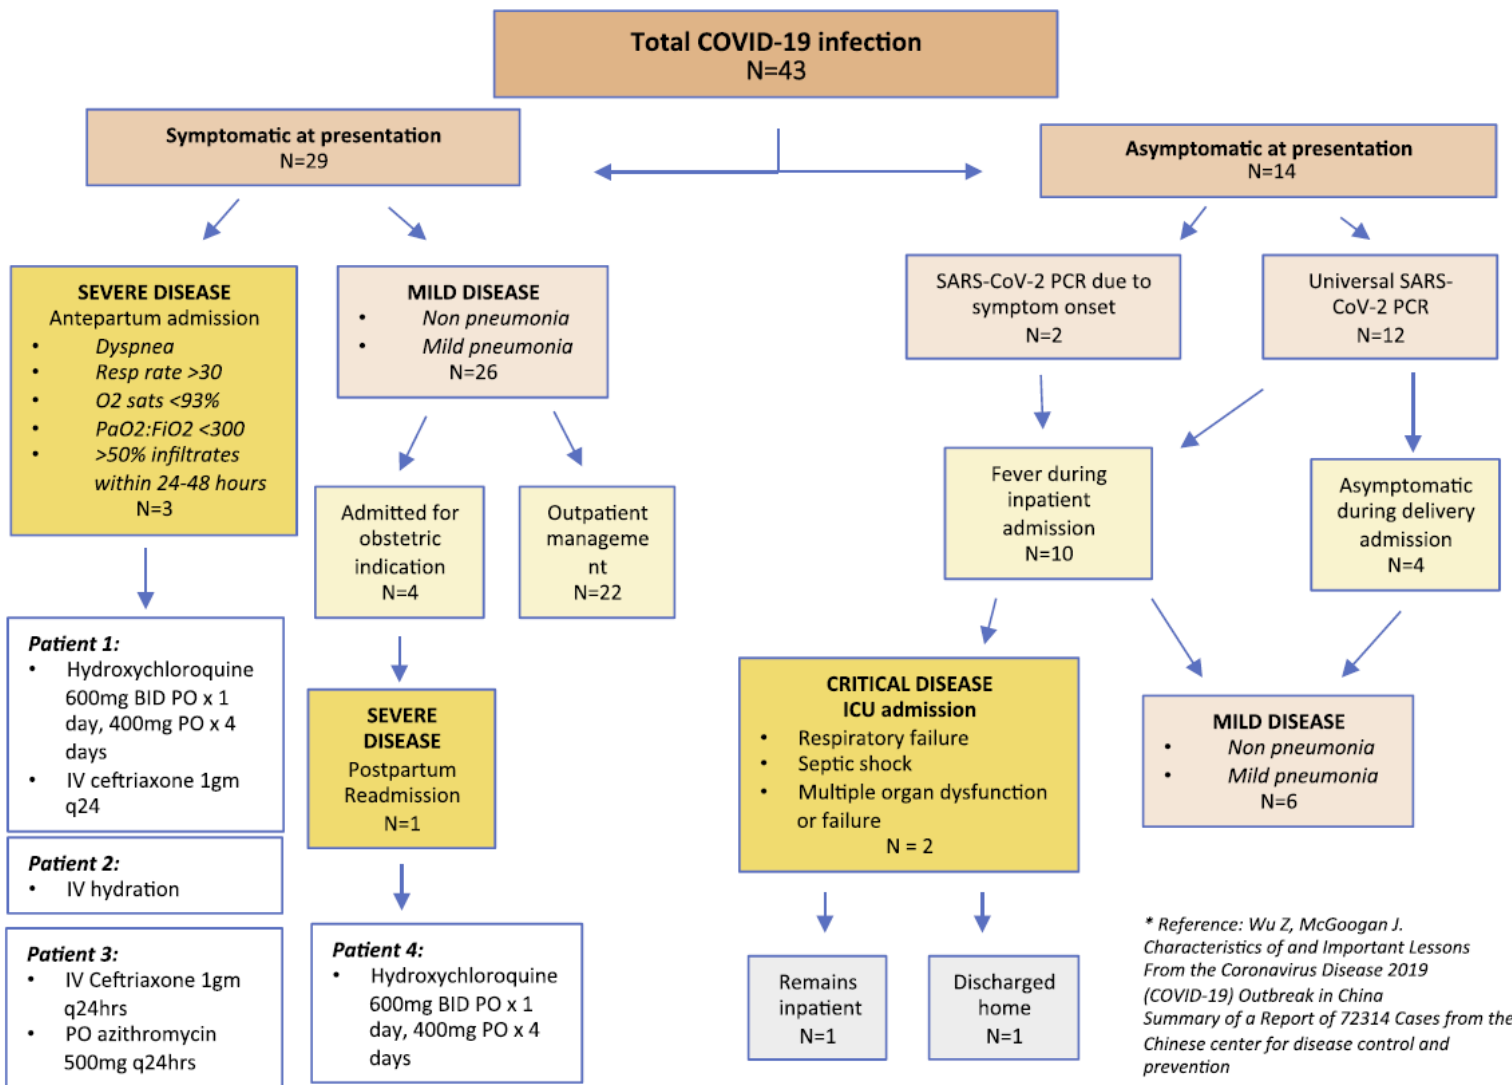 Total COVID-19 infection
N=43
Symptomatic at presentation
N=29
Asymptomatic at presentation
N=14
SEVERE DISEASE
Antepartum admission
• Dyspnea
• Resp rate >30
• O2 sats <93%
• PaO2:FiO2 <300
• >50% infiltrates
within 24-48 hours
N=3
MILD DISEASE
• Non pneumonia
• Mild pneumonia
N=26
SARS-CoV-2 PCR due to
symptom onset
N=2
Universal SARS-
CoV-2 PCR
N=12
Admitted for
obstetric
indication
N=4
Outpatient
manageme
nt
N=22
Fever during
inpatient
admission
N=10
Asymptomatic
during delivery
admission
N=4
Patient 1:
• Hydroxychloroquine
600mg BID PO x 1
day, 400mg PO x 4
days
• IV ceftriaxone 1gm
q24
Patient 2:
• IV hydration
Patient 3:
• IV Ceftriaxone 1gm
q24hrs
• PO azithromycin
500mg q24hrs
SEVERE
DISEASE
Postpartum
Readmission
N=1
Patient 4:
• Hydroxychloroquine
600mg BID PO x 1
day, 400mg PO x 4
days
CRITICAL DISEASE
ICU admission
• Respiratory failure
• Septic shock
• Multiple organ dysfunction
or failure
N = 2
MILD DISEASE
• Non pneumonia
• Mild pneumonia
N=6
Remains
inpatient
N=1
Discharged
home
N=1
* Reference: Wu Z, McGoogan J.
Characteristics of and Important Lessons
From the Coronavirus Disease 2019
(COVID-19) Outbreak in China
Summary of a Report of 72314 Cases from the
Chinese center for disease control and
prevention